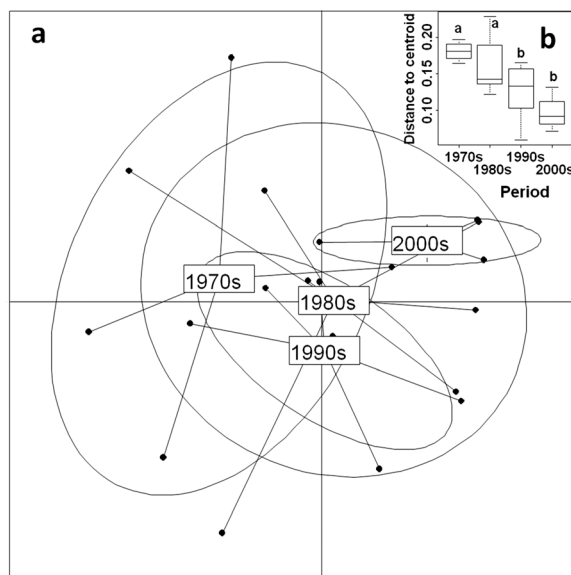 a
b
Distance to centroid
0.20
0.15
0.10
a
a
b
b
1970s
1990s
1980s
2000s
Period
2000s
1970s
1980s
1990s